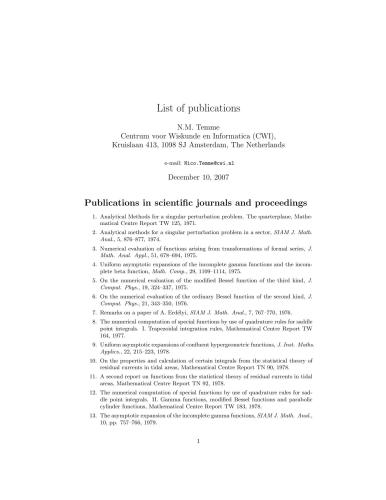 List of publications
N.M. Temme
Centrum voor Wiskunde en Informatica (CWI),
Kruislaan 413, 1098 SJ Amsterdam, The Netherlands
e-mail: Nico.Temme@cwi.nl
December 10, 2007
Publications in scientific journals and proceedings
1. Analytical Methods for a singular perturbation problem. The quarterplane, Mathe-
matical Centre Report TW 125, 1971.
2. Analytical methods for a singular perturbation problem in a sector, SIAM J. Math.
Anal., 5, 876–877, 1974.
3. Numerical evaluation of functions arising from transformations of formal series, J.
Math. Anal. Appl., 51, 678–694, 1975.
4. Uniform asymptotic expansions of the incomplete gamma functions and the incom-
plete beta function, Math. Comp., 29, 1109–1114, 1975.
5. On the numerical evaluation of the modified Bessel function of the third kind, J.
Comput. Phys., 19, 324–337, 1975.
6. On the numerical evaluation of the ordinary Bessel function of the second kind, J.
Comput. Phys., 21, 343–350, 1976.
7. Remarks on a paper of A. Erdélyi, SIAM J. Math. Anal., 7, 767–770, 1976.
8. The numerical computation of special functions by use of quadrature rules for saddle
point integrals. I. Trapezoidal integration rules, Mathematical Centre Report TW
164, 1977.
9. Uniform asymptotic expansions of confluent hypergeometric functions, J. Inst. Maths.
Applics., 22, 215–223, 1978.
10. On the properties and calculation of certain integrals from the statistical theory of
residual currents in tidal areas, Mathematical Centre Report TN 90, 1978.
11. A second report on functions from the statistical theory of residual currents in tidal
areas, Mathematical Centre Report TN 92, 1978.
12. The numerical computation of special functions by use of quadrature rules for sad-
dle point integrals. II. Gamma functions, modified Bessel functions and parabolic
cylinder functions, Mathematical Centre Report TW 183, 1978.
13. The asymptotic expansion of the incomplete gamma functions, SIAM J. Math. Anal.,
10, pp. 757–766, 1979.
1